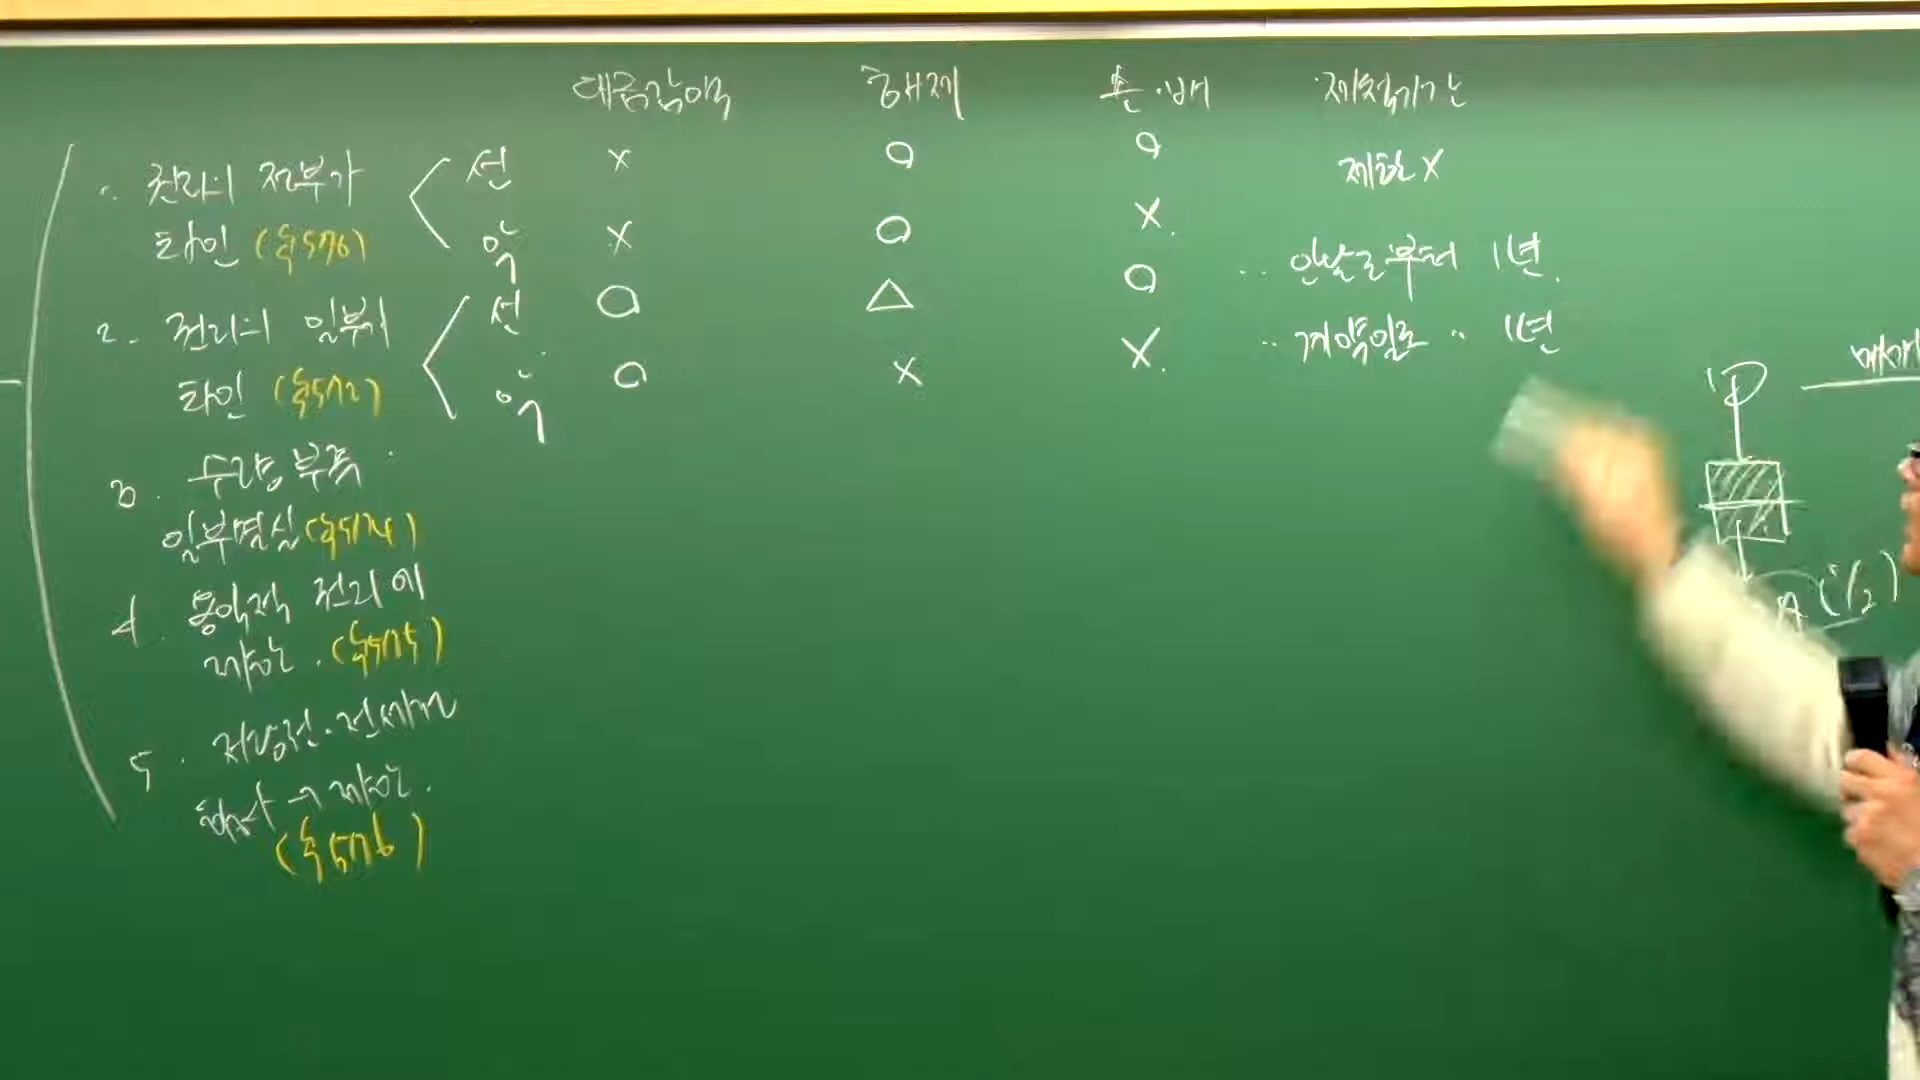 대금감액 해제 손·배 제척기간
1. 권리의 전부가 선 X O O 제한 X
타인 (§570) 악 X O X.
2. 권리의 일부가 선 O △ O ·· 안날로부터 1년.
타인 (§572) 악 O X X. ·· 계약일로 〃 1년
3. 수량부족·
일부멸실 (§574)
4. 용익적 권리에
제한. (§575)
5. 저당권·전세권
행사 → 제한.
(§576)
매매
P
A (1/2)